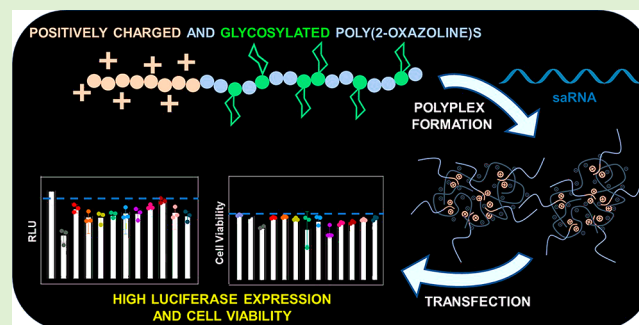 POSITIVELY CHARGED AND GLYCOSYLATED POLY(2-OXAZOLINE)S
POLYPLEX
FORMATION
saRNA
RLU
Cell Viability
HIGH LUCIFERASE EXPRESSION
AND CELL VIABILITY
TRANSFECTION